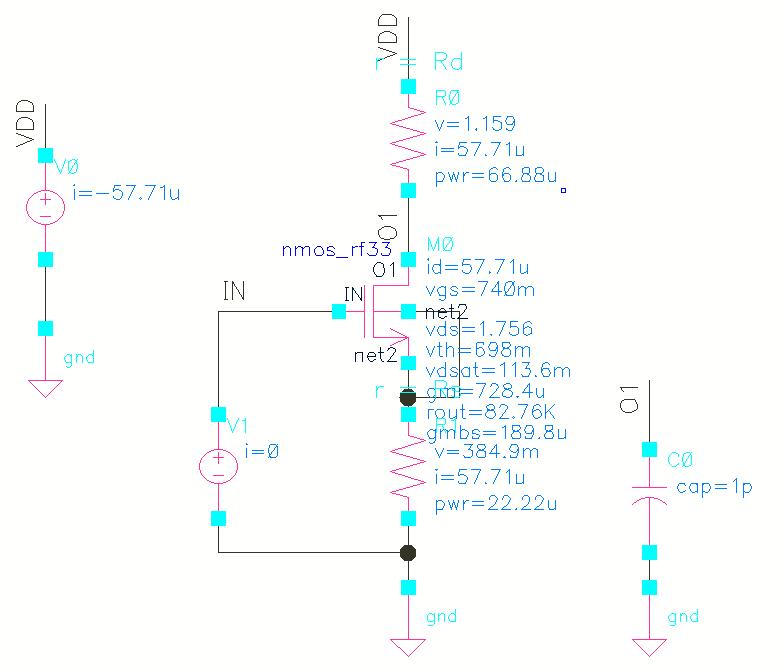 VDD
V0
i=-57.71u
gnd
VDD
r
Rd
R0
v=1.159
i=57.71u
pwr=66.88u
O1
nmos_rf33
O1
M0
id=57.71u
IN
IN
vgs=740m
net2
vds=1.756
net2
vth=698m
vdsat=113.6m
r
gm=728.4u
rout=82.76K
R1
gmbs=189.8u
v=384.9m
i=57.71u
pwr=22.22u
V1
i=0
gnd
O1
C0
cap=1p
gnd